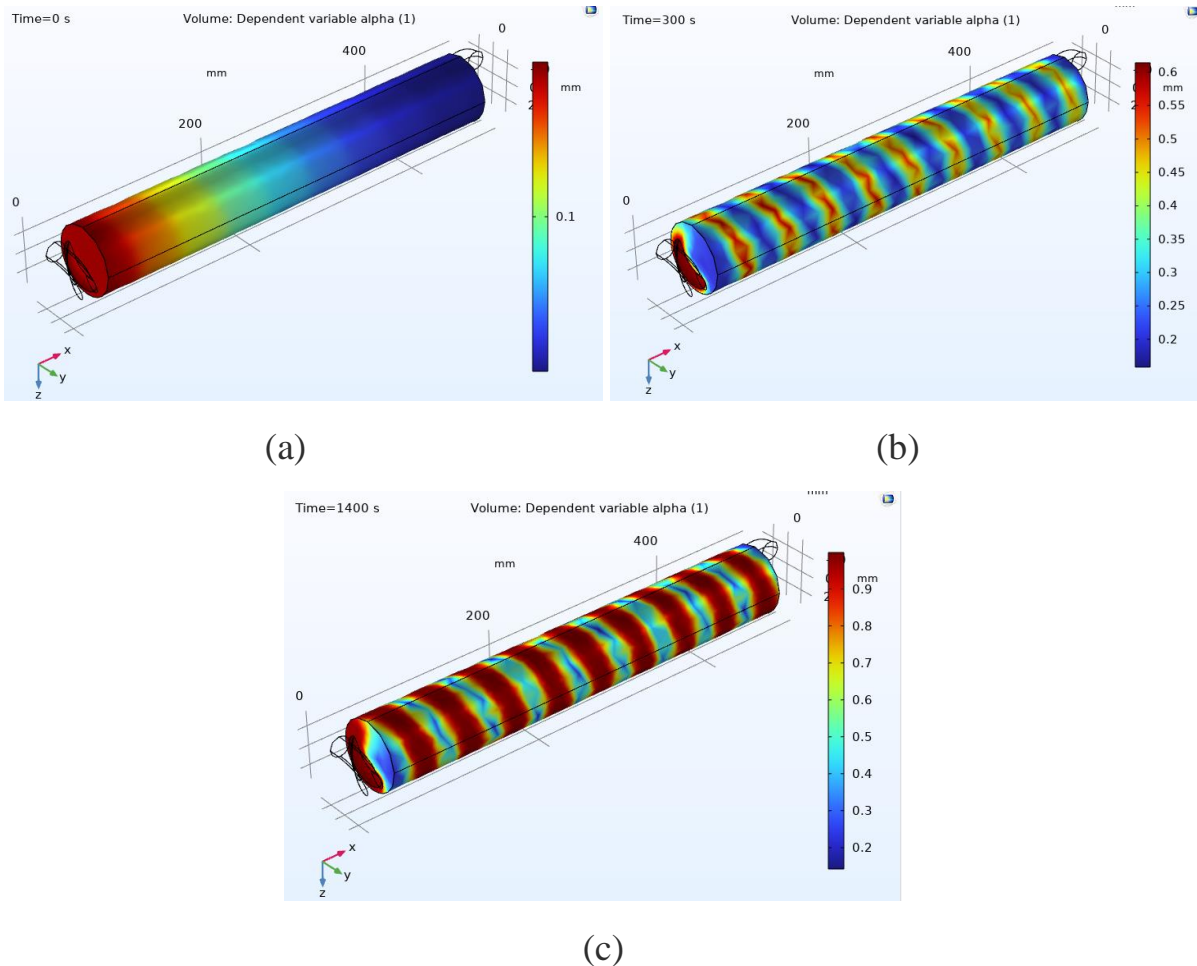 Time=0 s Volume: Dependent variable alpha (1)
0
400
mm
mm
200
0.1
0
x
y
z
Time=300 s Volume: Dependent variable alpha (1)
0
400
0.6
mm
mm
0.55
200
0.5
0.45
0
0.4
0.35
0.3
0.25
x
0.2
y
z
(a)
(b)
Time=1400 s Volume: Dependent variable alpha (1)
0
400
mm
mm
0.9
200
0.8
0.7
0
0.6
0.5
0.4
0.3
x
0.2
y
z
(c)